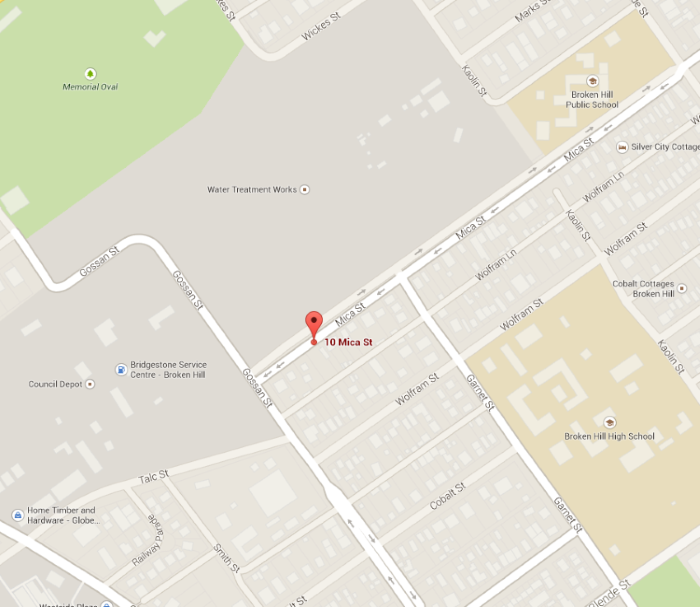 Wickes St
Marks St
Memorial Oval
Kaolin St
Broken Hill
Public School
Mica St
Silver City Cottage
Water Treatment Works
Wolfram Ln
Kaolin St
Mica St
Wolfram St
Gossan St
Wolfram Ln
Gossan St
Cobalt Cottages
Broken Hill
Mica St
Wolfram St
10 Mica St
Kaolin St
Bridgestone Service
Centre - Broken Hill
Council Depot
Gossan St
Wolfram St
Garnet St
Broken Hill High School
Talc St
Cobalt St
Home Timber and
Hardware - Globe...
Garnet St
Railway
Parade
Smith St
St